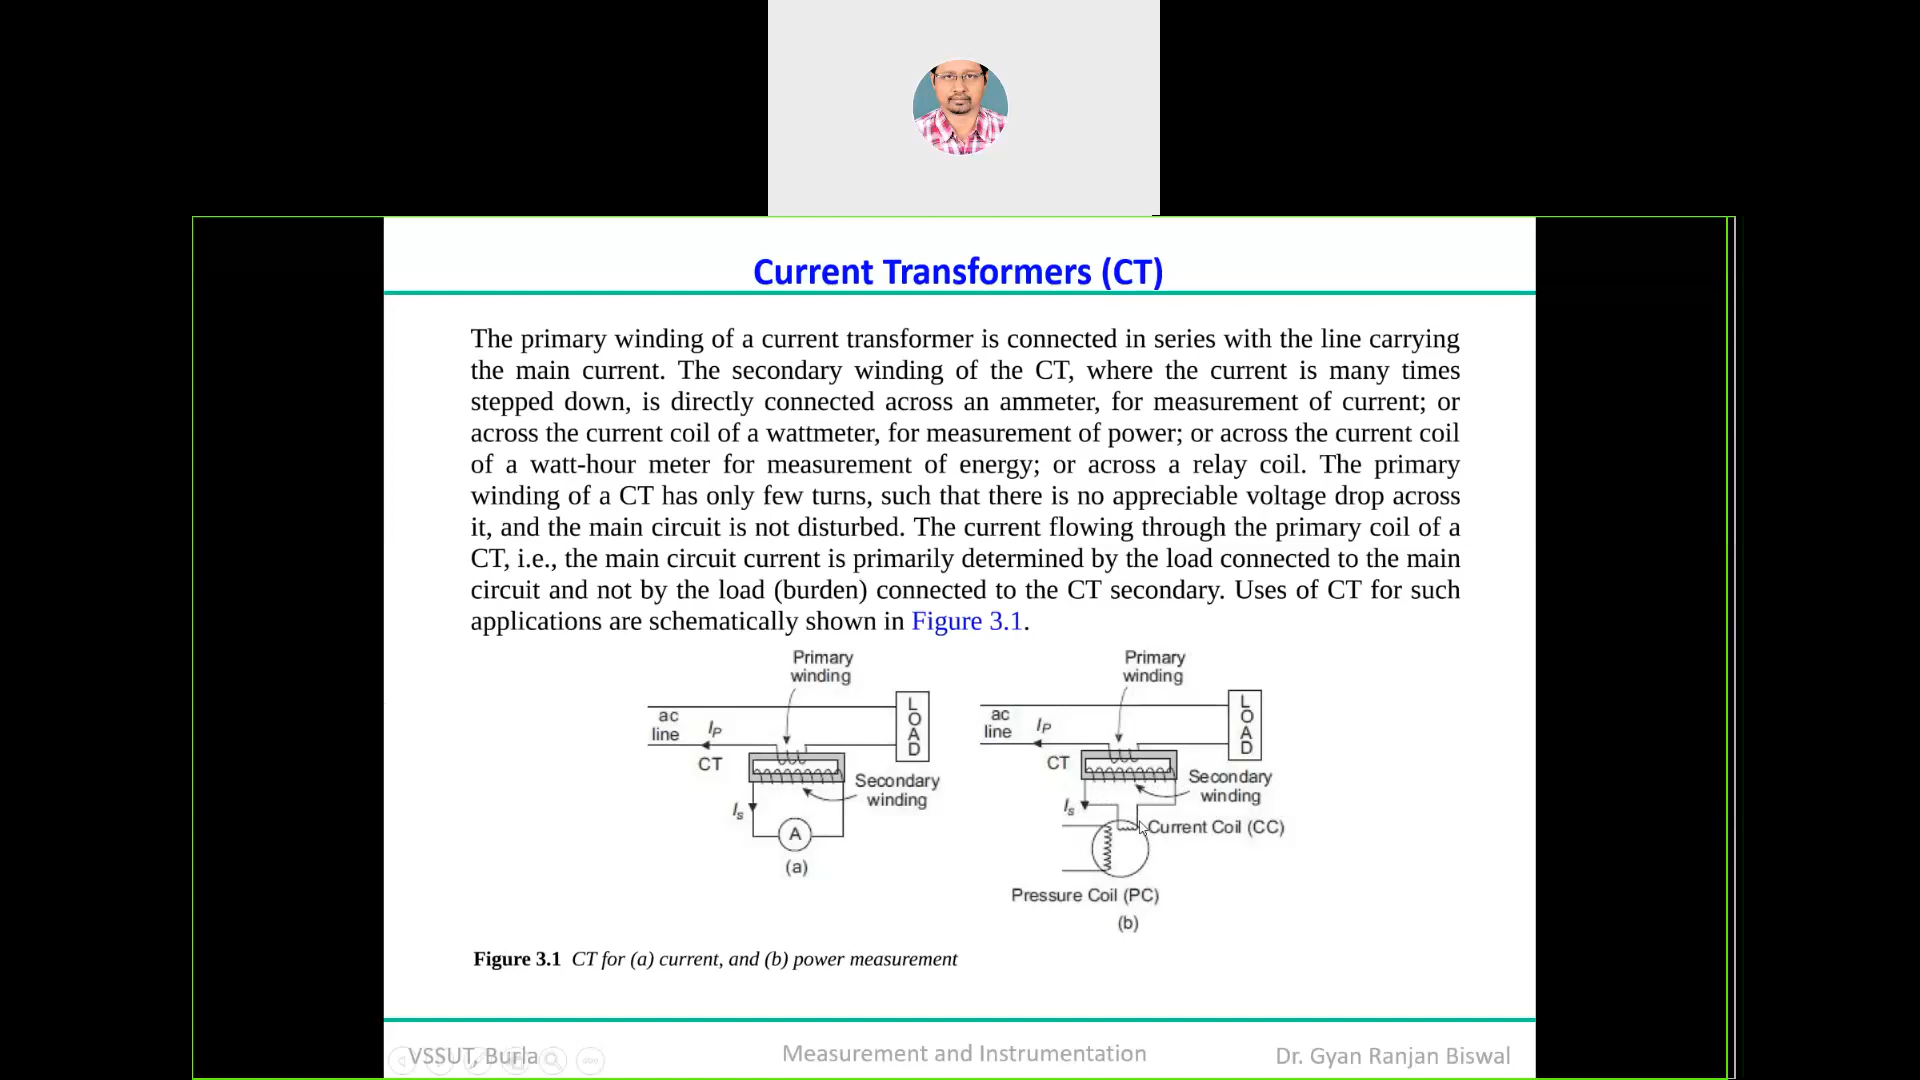 Current Transformers (CT)
The primary winding of a current transformer is connected in series with the line carrying
the main current. The secondary winding of the CT, where the current is many times
stepped down, is directly connected across an ammeter, for measurement of current; or
across the current coil of a wattmeter, for measurement of power; or across the current coil
of a watt-hour meter for measurement of energy; or across a relay coil. The primary
winding of a CT has only few turns, such that there is no appreciable voltage drop across
it, and the main circuit is not disturbed. The current flowing through the primary coil of a
CT, i.e., the main circuit current is primarily determined by the load connected to the main
circuit and not by the load (burden) connected to the CT secondary. Uses of CT for such
applications are schematically shown in Figure 3.1.
Primary
winding
ac
line
IP
LOAD
CT
Secondary
winding
Is
A
(a)
Primary
winding
ac
line
IP
LOAD
CT
Secondary
winding
Is
Current Coil (CC)
Pressure Coil (PC)
(b)
Figure 3.1 CT for (a) current, and (b) power measurement
VSSUT, Burla
Measurement and Instrumentation
Dr. Gyan Ranjan Biswal